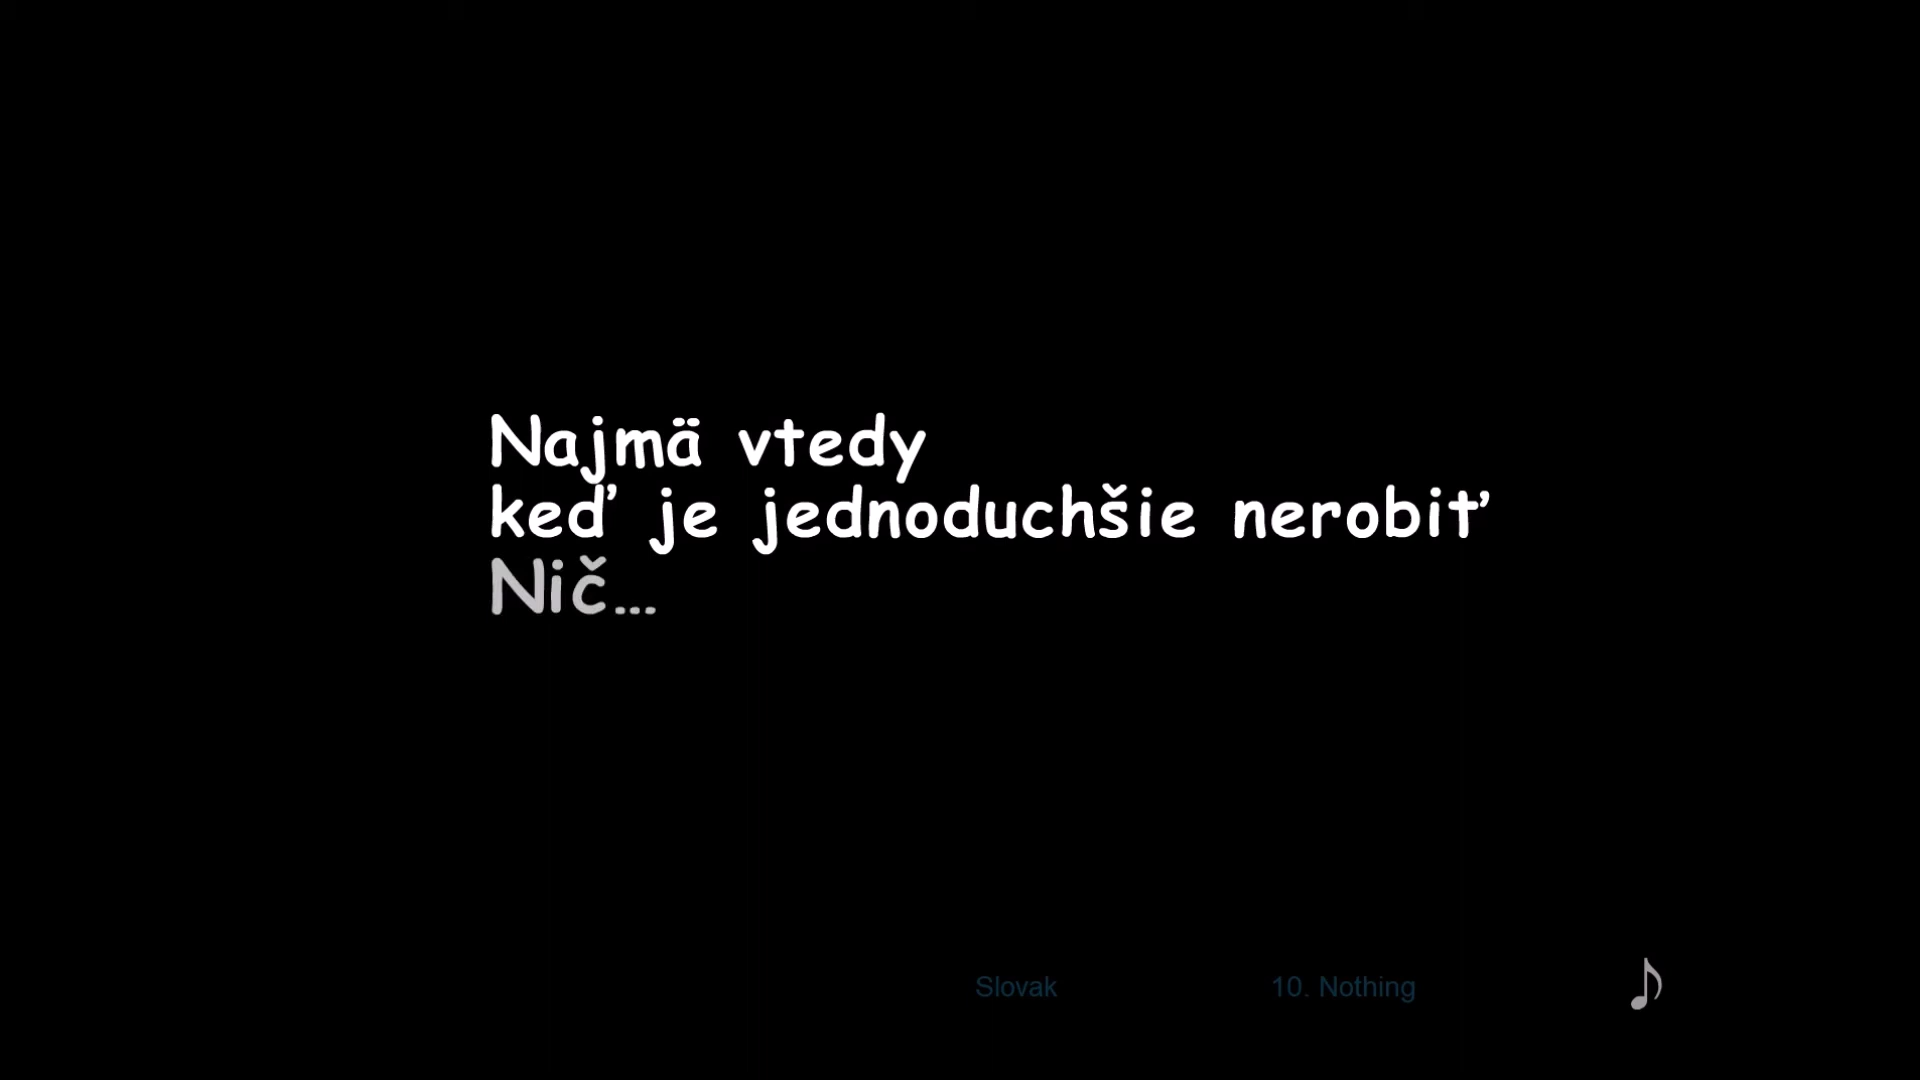 Najmä vtedy
keď je jednoduchšie nerobiť
Nič...
Slovak
10. Nothing